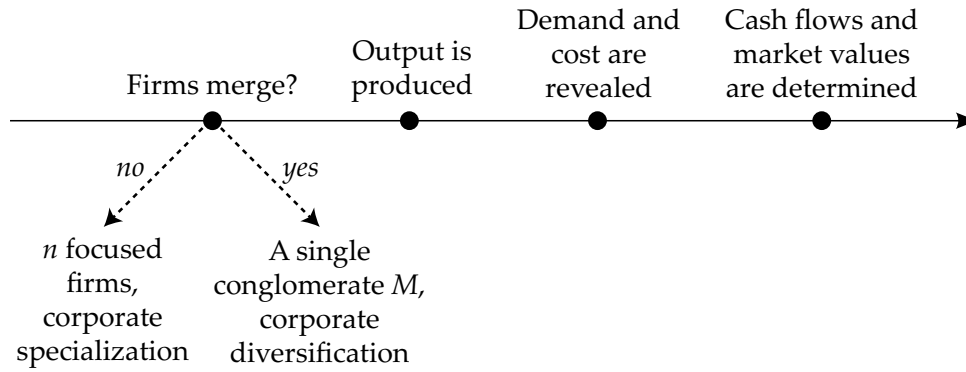 Firms merge?
Output is
produced
Demand and
cost are
revealed
Cash flows and
market values
are determined
no
yes
n focused
firms,
corporate
specialization
A single
conglomerate M,
corporate
diversification